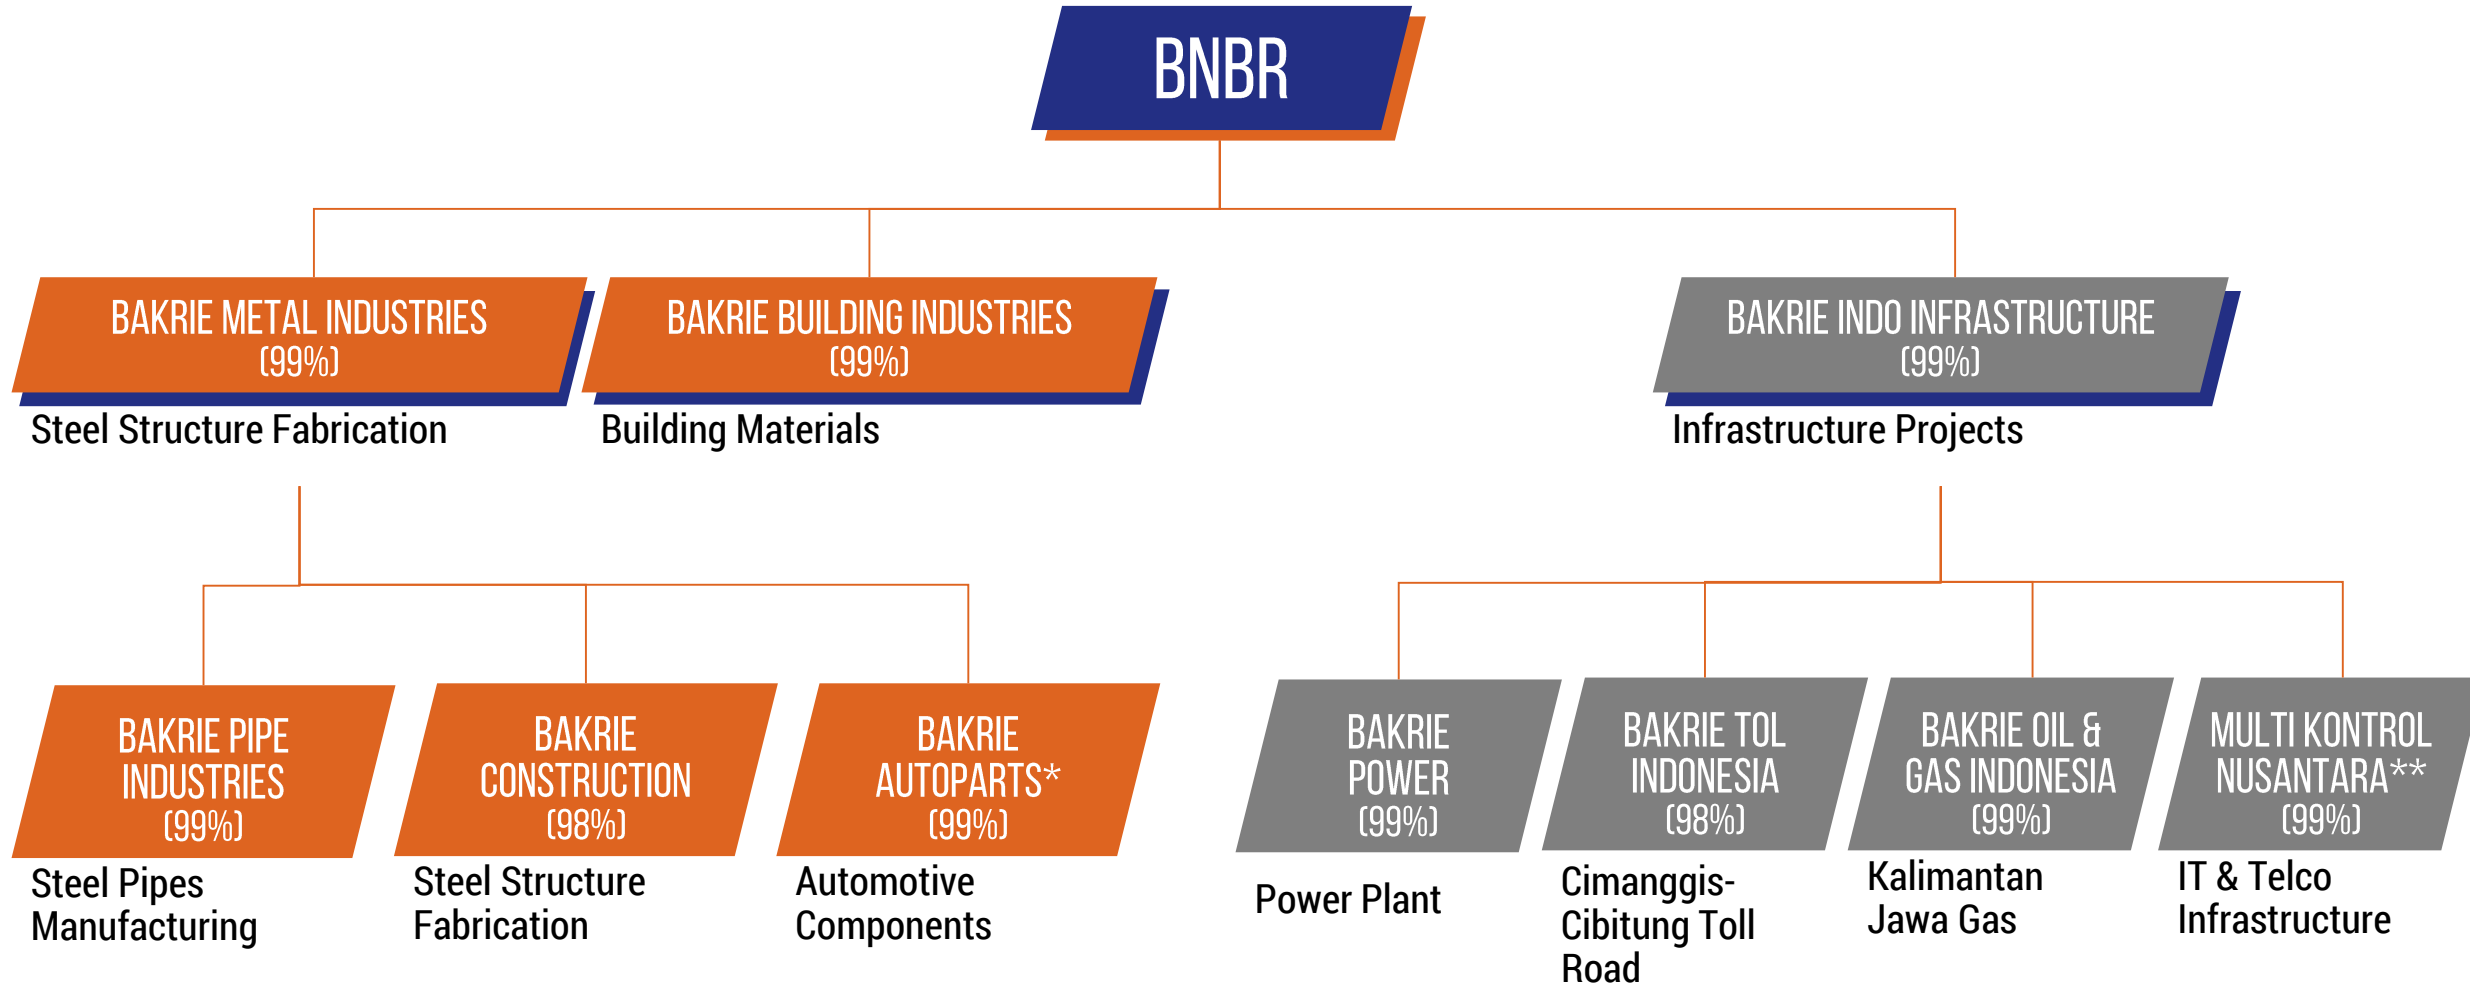 BNBR
BAKRIE METAL INDUSTRIES
(99%)
Steel Structure Fabrication
BAKRIE BUILDING INDUSTRIES
(99%)
Building Materials
BAKRIE INDO INFRASTRUCTURE
(99%)
Infrastructure Projects
BAKRIE PIPE
INDUSTRIES
(99%)
Steel Pipes
Manufacturing
BAKRIE
CONSTRUCTION
(98%)
Steel Structure
Fabrication
BAKRIE
AUTOPARTS*
(99%)
Automotive
Components
BAKRIE
POWER
(99%)
Power Plant
BAKRIE TOL
INDONESIA
(98%)
Cimanggis-
Cibitung Toll
Road
BAKRIE OIL &
GAS INDONESIA
(99%)
Kalimantan
Jawa Gas
MULTI KONTROL
NUSANTARA**
(99%)
IT & Telco
Infrastructure